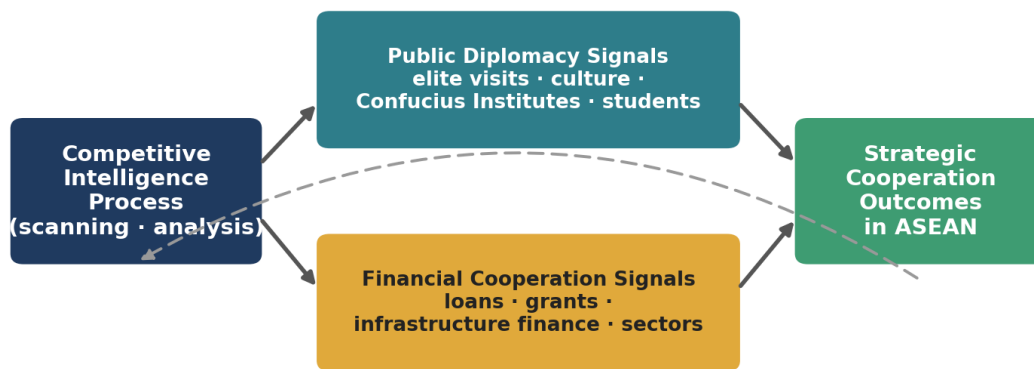 Competitive
Intelligence
Process
(scanning · analysis)
Public Diplomacy Signals
elite visits · culture ·
Confucius Institutes · students
Financial Cooperation Signals
loans · grants ·
infrastructure finance · sectors
Strategic
Cooperation
Outcomes
in ASEAN